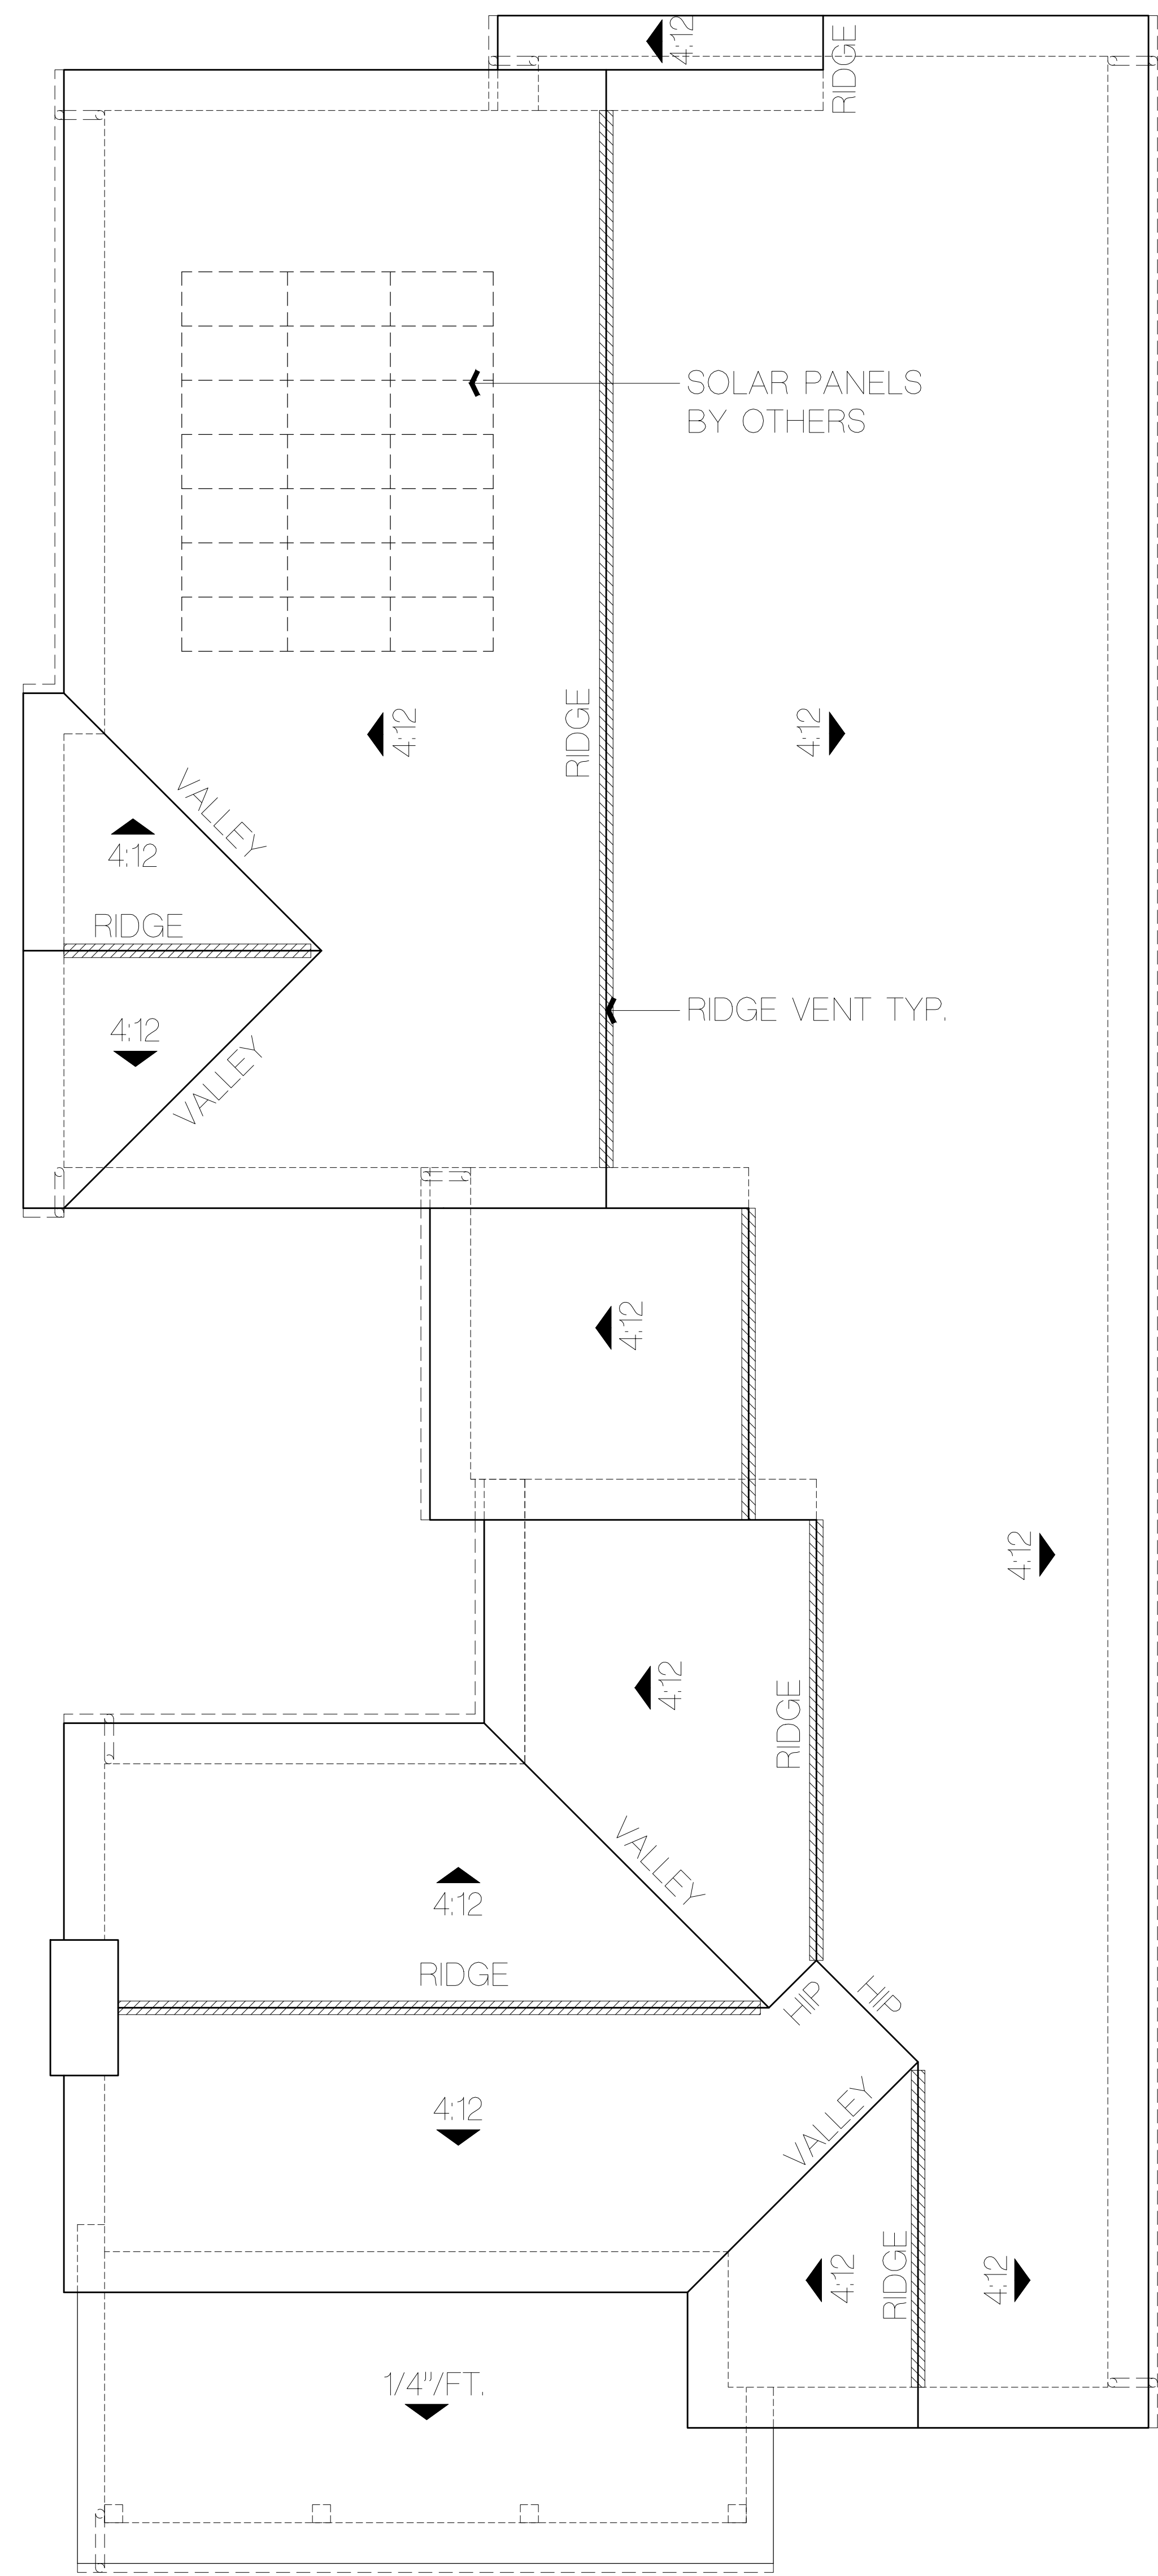 4:12
RIDGE
SOLAR PANELS
BY OTHERS
RIDGE
4:12
4:12
VALLEY
4:12
RIDGE
RIDGE VENT TYP.
4:12
VALLEY
4:12
4:12
4:12
RIDGE
VALLEY
4:12
RIDGE
HIP
HIP
4:12
VALLEY
4:12
RIDGE
4:12
1/4"/FT.